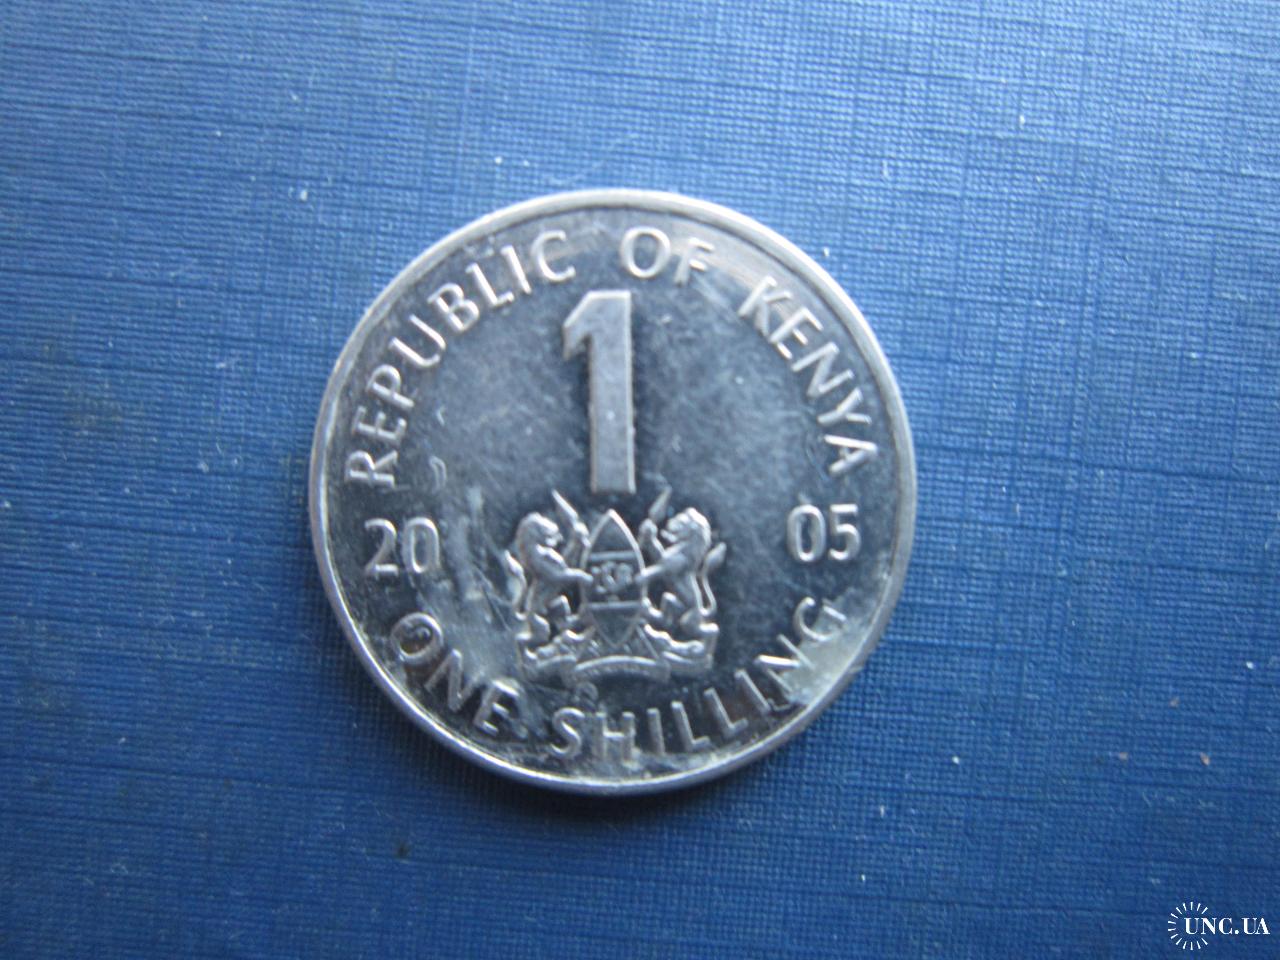 REPUBLIC OF KENYA
1
20 05
ONE SHILLING
UNC.UA